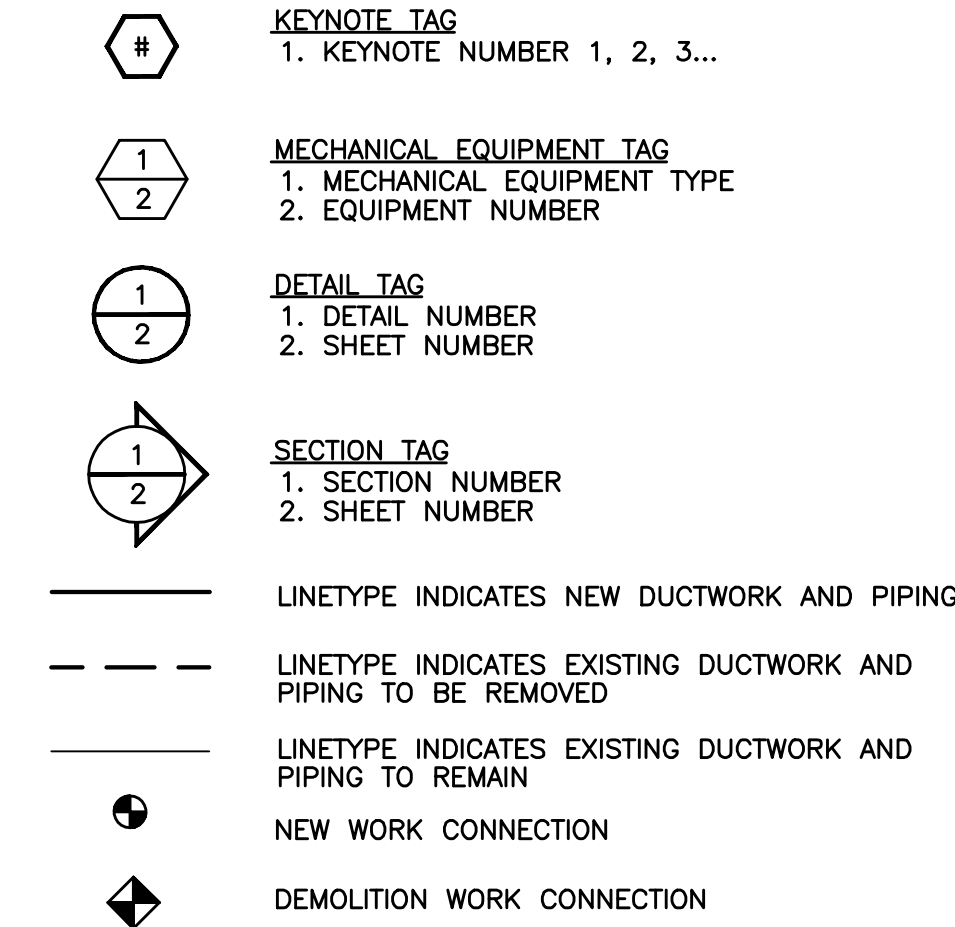 #
KEYNOTE TAG
1. KEYNOTE NUMBER 1, 2, 3...
1
2
MECHANICAL EQUIPMENT TAG
1. MECHANICAL EQUIPMENT TYPE
2. EQUIPMENT NUMBER
1
2
DETAIL TAG
1. DETAIL NUMBER
2. SHEET NUMBER
1
2
SECTION TAG
1. SECTION NUMBER
2. SHEET NUMBER
LINETYPE INDICATES NEW DUCTWORK AND PIPING
LINETYPE INDICATES EXISTING DUCTWORK AND
PIPING TO BE REMOVED
LINETYPE INDICATES EXISTING DUCTWORK AND
PIPING TO REMAIN
NEW WORK CONNECTION
DEMOLITION WORK CONNECTION